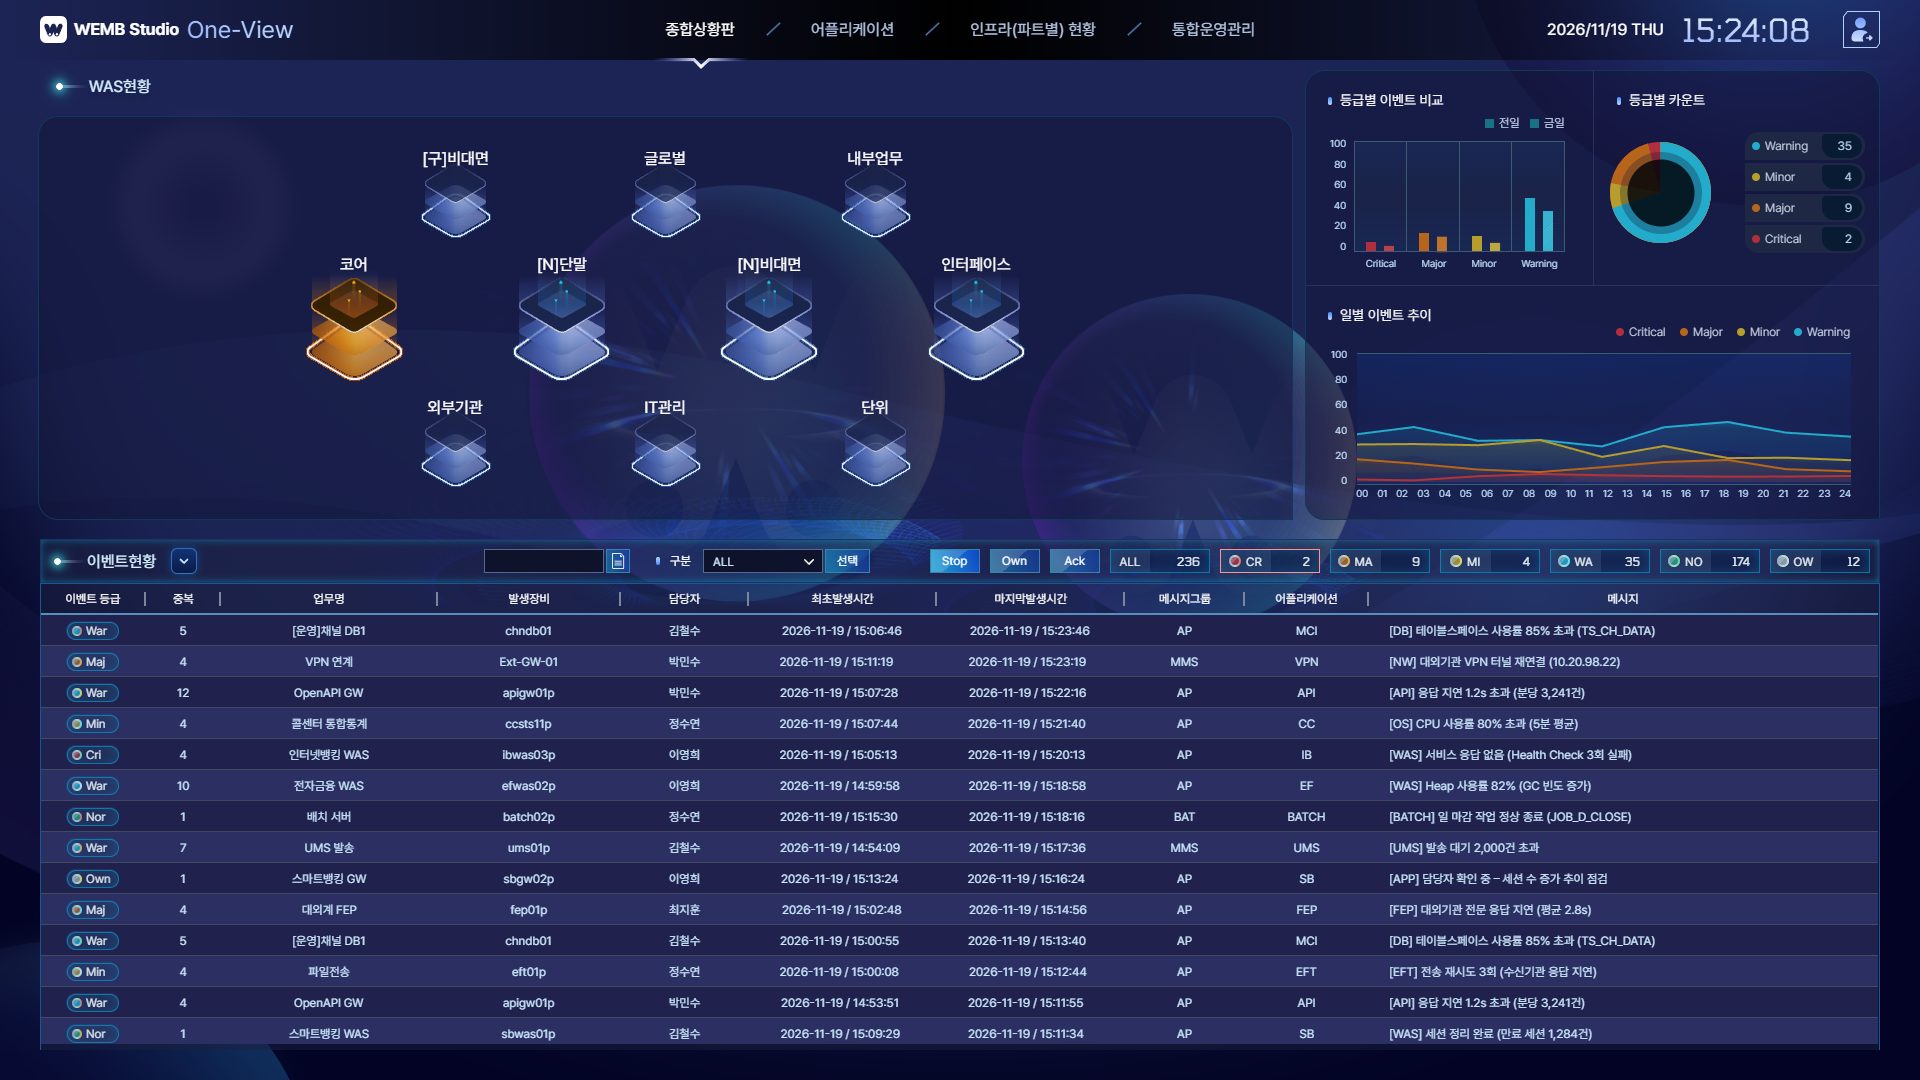 WEMB Studio One-View
종합상황판 / 어플리케이션 / 인프라(파트별) 현황 / 통합운영관리
2026/11/19 THU 15:24:08
WAS현황
[구]비대면 글로벌 내부업무
코어 [N]단말 [N]비대면 인터페이스
외부기관 IT관리 단위
등급별 이벤트 비교
전일 금일
100
80
60
40
20
0
Critical Major Minor Warning
등급별 카운트
Warning 35
Minor 4
Major 9
Critical 2
일별 이벤트 추이
Critical Major Minor Warning
100
80
60
40
20
0
00 01 02 03 04 05 06 07 08 09 10 11 12 13 14 15 16 17 18 19 20 21 22 23 24
이벤트현황 구분 ALL 선택 Stop Own Ack ALL 236 CR 2 MA 9 MI 4 WA 35 NO 174 OW 12
이벤트 등급 | 중복 | 업무명 | 발생장비 | 담당자 | 최초발생시간 | 마지막발생시간 | 메시지그룹 | 어플리케이션 | 메시지
War 5 [운영]채널 DB1 chndb01 김철수 2026-11-19 / 15:06:46 2026-11-19 / 15:23:46 AP MCI [DB] 테이블스페이스 사용률 85% 초과 (TS_CH_DATA)
Maj 4 VPN 연계 Ext-GW-01 박민수 2026-11-19 / 15:11:19 2026-11-19 / 15:23:19 MMS VPN [NW] 대외기관 VPN 터널 재연결 (10.20.98.22)
War 12 OpenAPI GW apigw01p 박민수 2026-11-19 / 15:07:28 2026-11-19 / 15:22:16 AP API [API] 응답 지연 1.2s 초과 (분당 3,241건)
Min 4 콜센터 통합통계 ccsts11p 정수연 2026-11-19 / 15:07:44 2026-11-19 / 15:21:40 AP CC [OS] CPU 사용률 80% 초과 (5분 평균)
Cri 4 인터넷뱅킹 WAS ibwas03p 이영희 2026-11-19 / 15:05:13 2026-11-19 / 15:20:13 AP IB [WAS] 서비스 응답 없음 (Health Check 3회 실패)
War 10 전자금융 WAS efwas02p 이영희 2026-11-19 / 14:59:58 2026-11-19 / 15:18:58 AP EF [WAS] Heap 사용률 82% (GC 빈도 증가)
Nor 1 배치 서버 batch02p 정수연 2026-11-19 / 15:15:30 2026-11-19 / 15:18:16 BAT BATCH [BATCH] 일 마감 작업 정상 종료 (JOB_D_CLOSE)
War 7 UMS 발송 ums01p 김철수 2026-11-19 / 14:54:09 2026-11-19 / 15:17:36 MMS UMS [UMS] 발송 대기 2,000건 초과
Own 1 스마트뱅킹 GW sbgw02p 이영희 2026-11-19 / 15:13:24 2026-11-19 / 15:16:24 AP SB [APP] 담당자 확인 중 – 세션 수 증가 추이 점검
Maj 4 대외계 FEP fep01p 최지훈 2026-11-19 / 15:02:48 2026-11-19 / 15:14:56 AP FEP [FEP] 대외기관 전문 응답 지연 (평균 2.8s)
War 5 [운영]채널 DB1 chndb01 김철수 2026-11-19 / 15:00:55 2026-11-19 / 15:13:40 AP MCI [DB] 테이블스페이스 사용률 85% 초과 (TS_CH_DATA)
Min 4 파일전송 eft01p 정수연 2026-11-19 / 15:00:08 2026-11-19 / 15:12:44 AP EFT [EFT] 전송 재시도 3회 (수신기관 응답 지연)
War 4 OpenAPI GW apigw01p 박민수 2026-11-19 / 14:53:51 2026-11-19 / 15:11:55 AP API [API] 응답 지연 1.2s 초과 (분당 3,241건)
Nor 1 스마트뱅킹 WAS sbwas01p 김철수 2026-11-19 / 15:09:29 2026-11-19 / 15:11:34 AP SB [WAS] 세션 정리 완료 (만료 세션 1,284건)